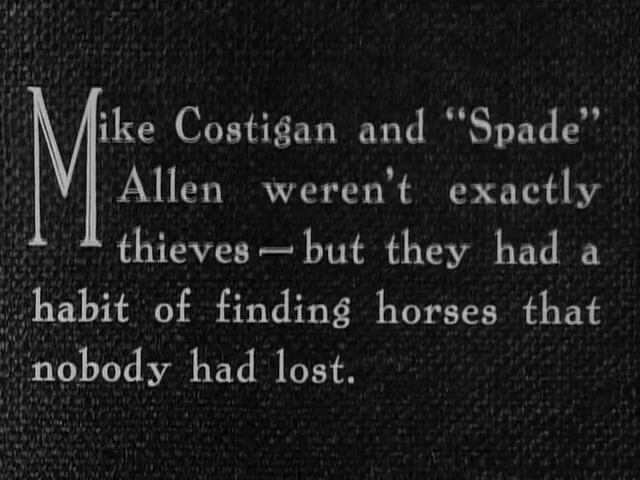 Mike Costigan and “Spade”
Allen weren't exactly
thieves — but they had a
habit of finding horses that
nobody had lost.